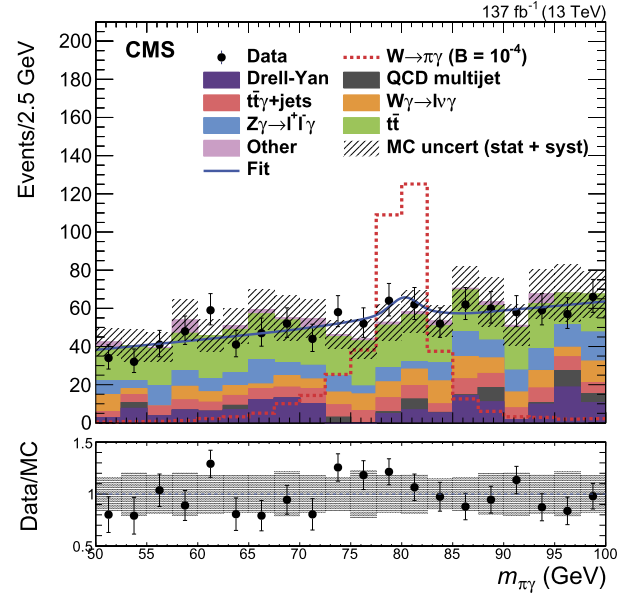 137 fb⁻¹ (13 TeV)
CMS
Data
W→πγ (B = 10⁻⁴)
Drell-Yan
QCD multijet
tt̄γ+jets
Wγ→lνγ
Zγ→l⁺l⁻γ
tt̄
Other
MC uncert (stat + syst)
Fit
Events/2.5 GeV
200
180
160
140
120
100
80
60
40
20
0
Data/MC
1.5
1
0.5
50 55 60 65 70 75 80 85 90 95 100
m_πγ (GeV)